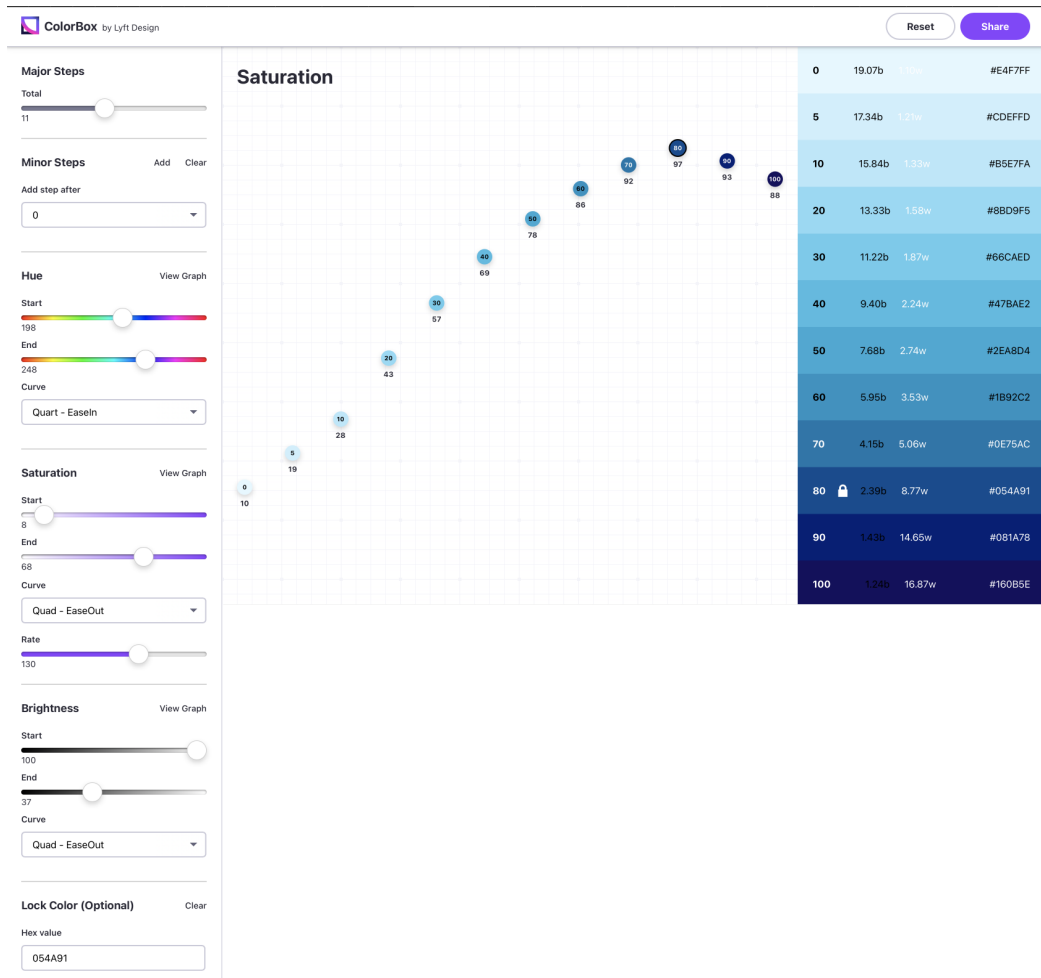 ColorBox by Lyft Design
Reset
Share
Major Steps
Total
11
Minor Steps Add Clear
Add step after
0
Hue View Graph
Start
198
End
248
Curve
Quart - EaseIn
Saturation View Graph
Start
8
End
68
Curve
Quad - EaseOut
Rate
130
Brightness View Graph
Start
100
End
37
Curve
Quad - EaseOut
Lock Color (Optional) Clear
Hex value
054A91
Saturation
0
10
5
19
10
28
20
43
30
57
40
69
50
78
60
86
70
92
80
97
90
93
100
88
0 19.07b #E4F7FF
5 17.34b 1.21w #CDEFFD
10 15.84b 1.33w #B5E7FA
20 13.33b 1.58w #8BD9F5
30 11.22b 1.87w #66CAED
40 9.40b 2.24w #47BAE2
50 7.68b 2.74w #2EA8D4
60 5.95b 3.53w #1B92C2
70 4.15b 5.06w #0E75AC
80 2.39b 8.77w #054A91
90 1.43b 14.65w #081A78
100 1.24b 16.87w #160B5E